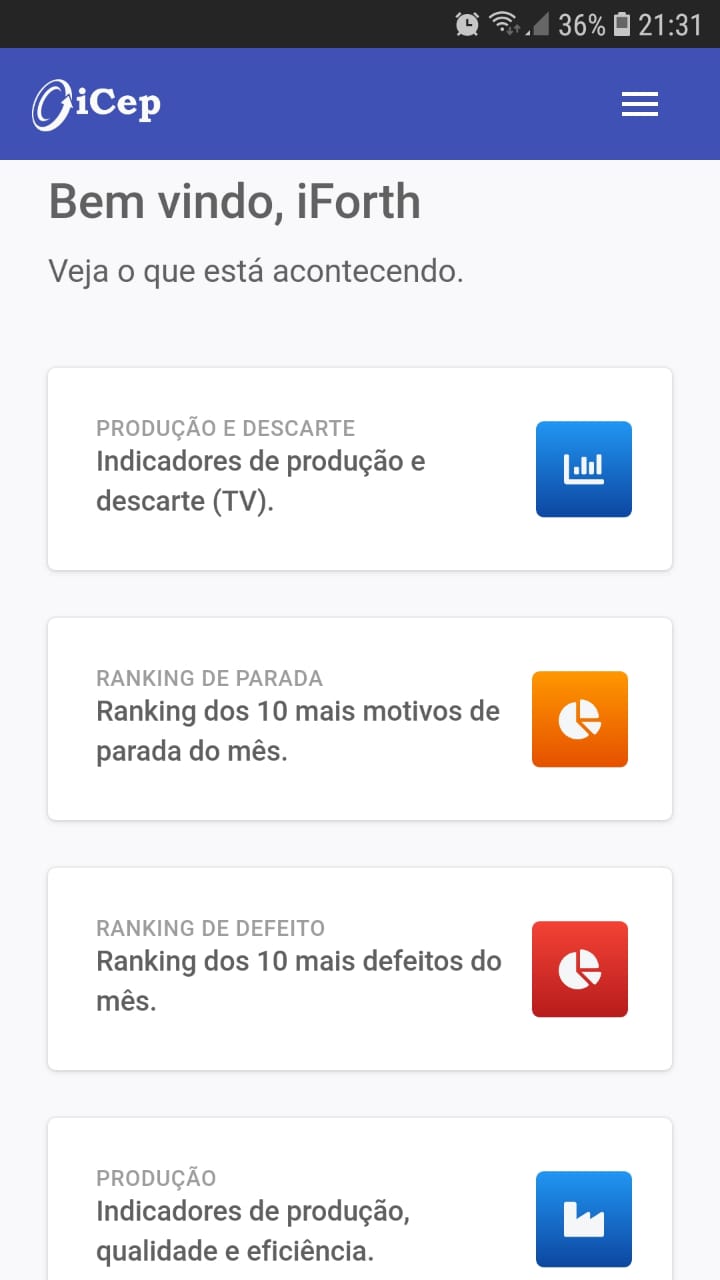 36% 21:31
iCep
Bem vindo, iForth
Veja o que está acontecendo.
PRODUÇÃO E DESCARTE
Indicadores de produção e
descarte (TV).
RANKING DE PARADA
Ranking dos 10 mais motivos de
parada do mês.
RANKING DE DEFEITO
Ranking dos 10 mais defeitos do
mês.
PRODUÇÃO
Indicadores de produção,
qualidade e eficiência.